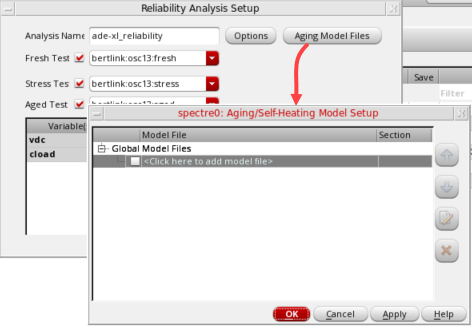 Reliability Analysis Setup
Analysis Name ade-xl_reliability Options Aging Model Files
Fresh Test bertlink:osc13:fresh
Stress Tes bertlink:osc13:stress
Save
Filter
Aged Test
spectre0: Aging/Self-Heating Model Setup
Variable
vdc
cload
Model File Section
Global Model Files
<Click here to add model file>
OK Cancel Apply Help